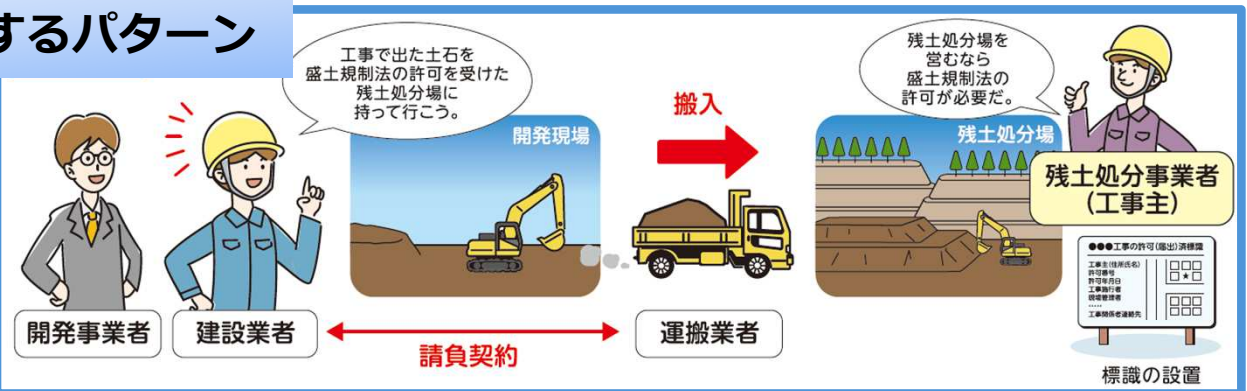 するパターン
工事で出た土石を
盛土規制法の許可を受けた
残土処分場に
持って行こう。
開発現場
搬入
残土処分場を
営むなら
盛土規制法の
許可が必要だ。
残土処分場
残土処分事業者
(工事主)
●●●工事の許可(届出)済標識
工事主(住所氏名)
許可番号
許可年月日
工事施行者
現場管理者
……
工事関係者連絡先
□□□
□★□
□□□
□□□
開発事業者
建設業者
請負契約
運搬業者
標識の設置